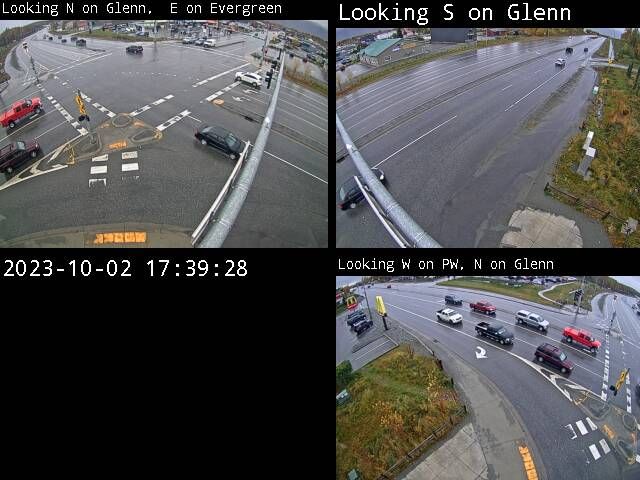 Looking N on Glenn, E on Evergreen
Looking S on Glenn
2023-10-02 17:39:28
Looking W on PW, N on Glenn